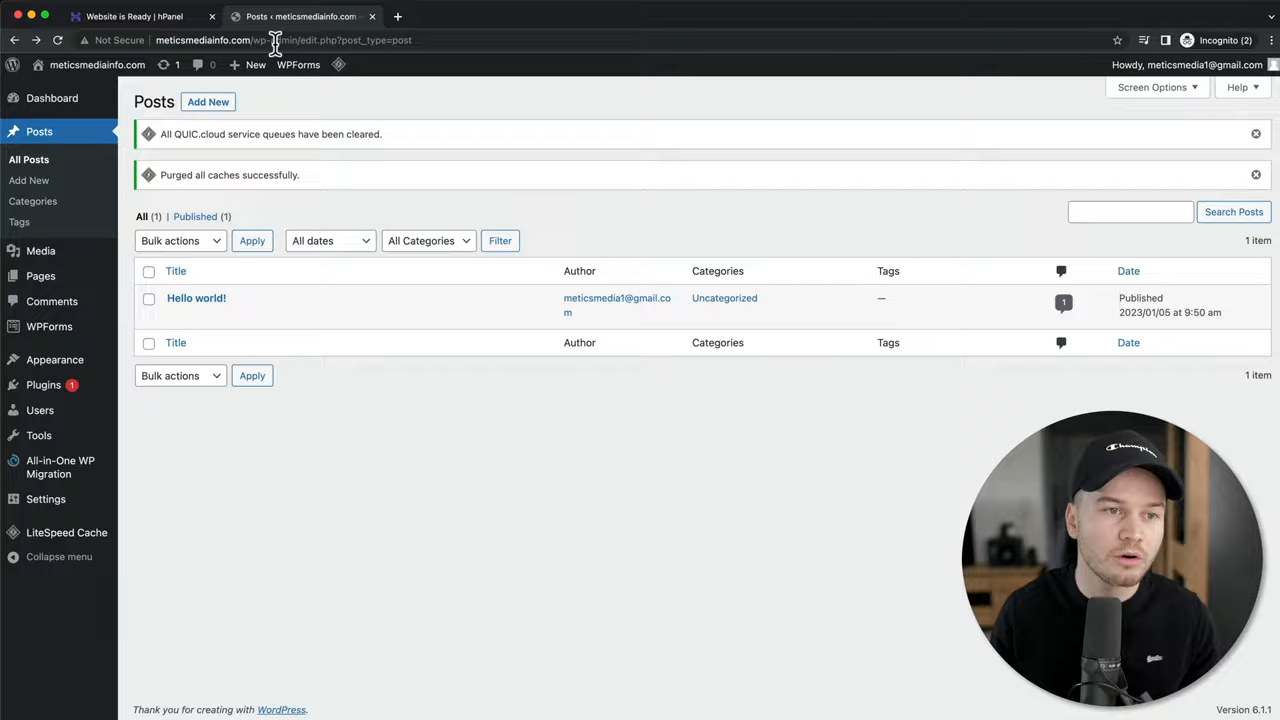 Website is Ready | hPanel
Posts ‹ meticsmediainfo.com
Not Secure
meticsmediainfo.com/wp-admin/edit.php?post_type=post
Incognito (2)
meticsmediainfo.com
1
0
New
WPForms
Howdy, meticsmedia1@gmail.com
Dashboard
Posts
All Posts
Add New
Categories
Tags
Media
Pages
Comments
WPForms
Appearance
Plugins 1
Users
Tools
All-in-One WP
Migration
Settings
LiteSpeed Cache
Collapse menu
Posts
Add New
Screen Options
Help
All QUIC.cloud service queues have been cleared.
Purged all caches successfully.
All (1) | Published (1)
Search Posts
Bulk actions
Apply
All dates
All Categories
Filter
1 item
Title
Author
Categories
Tags
Date
Hello world!
meticsmedia1@gmail.co
m
Uncategorized
—
1
Published
2023/01/05 at 9:50 am
Title
Author
Categories
Tags
Date
Bulk actions
Apply
1 item
Champion
Thank you for creating with WordPress.
Version 6.1.1